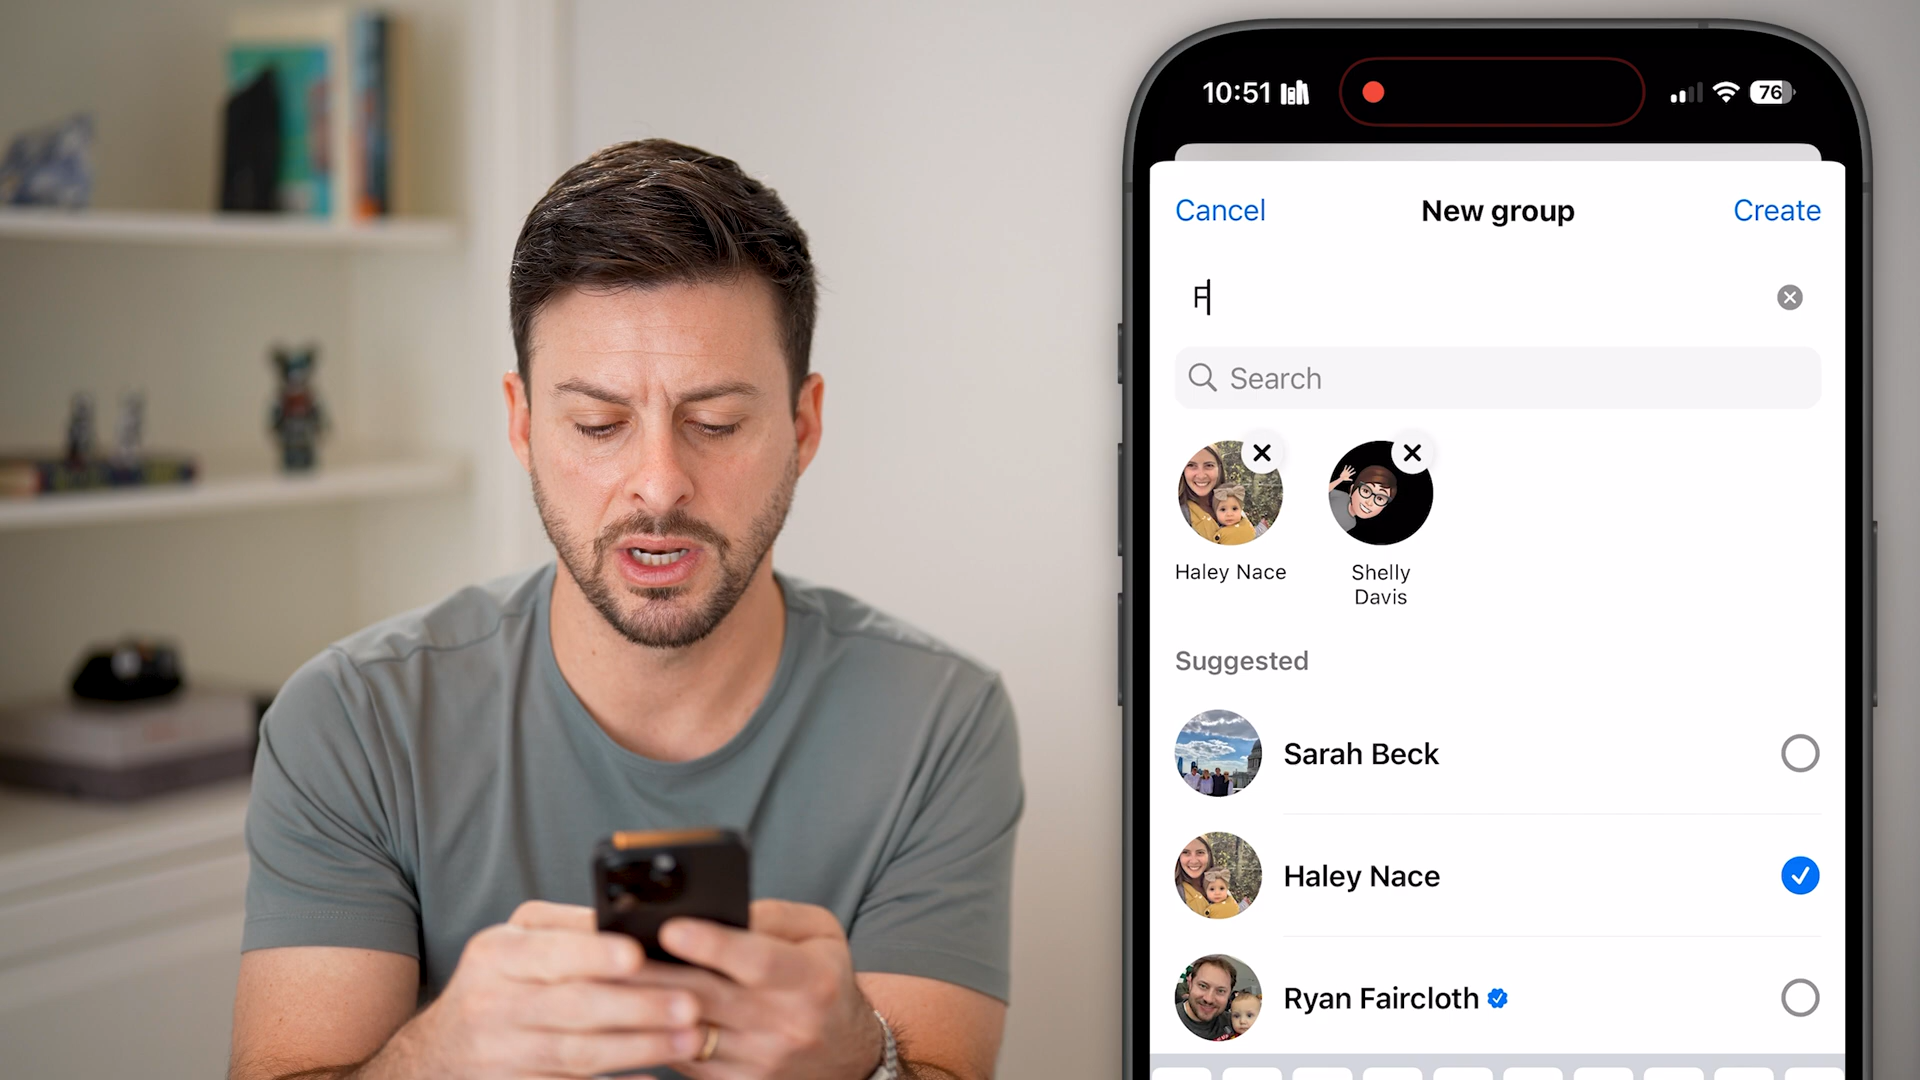 10:51
76
Cancel
New group
Create
F
Search
Haley Nace
Shelly
Davis
Suggested
Sarah Beck
Haley Nace
Ryan Faircloth